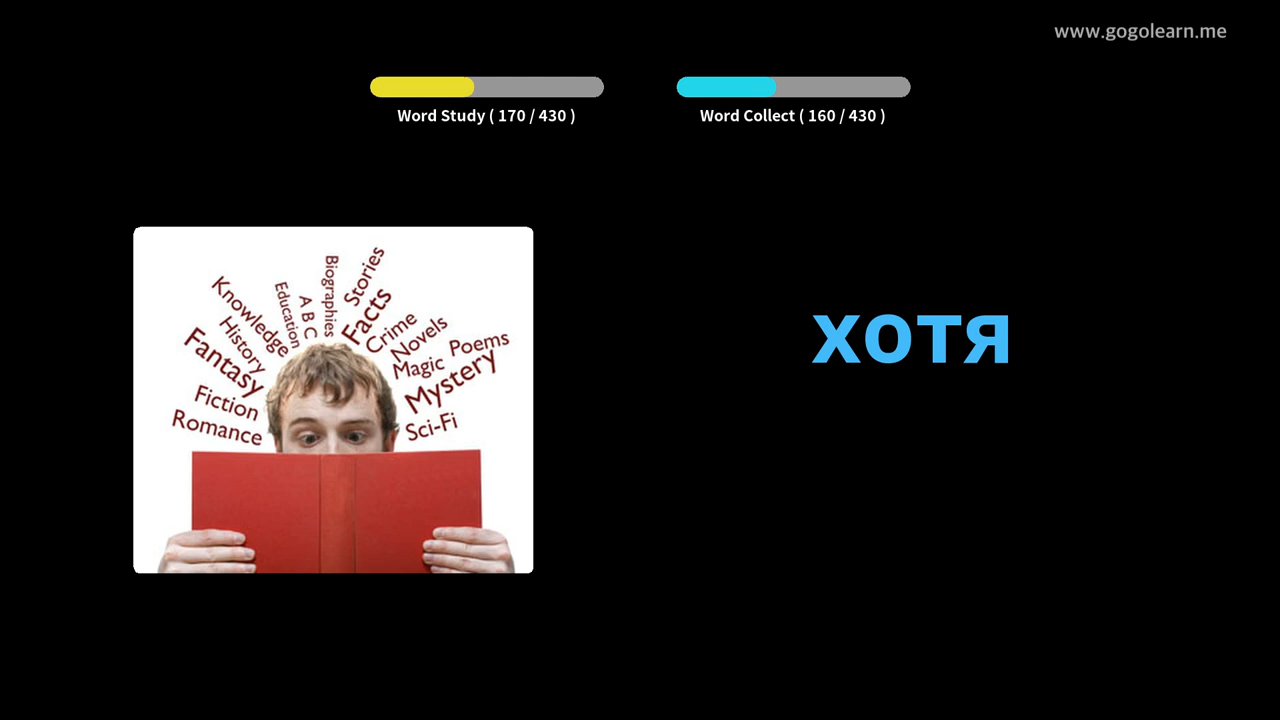 www.gogolearn.me
Word Study ( 170 / 430 )
Word Collect ( 160 / 430 )
Knowledge
Education
A B C
Biographies
Stories
Facts
Crime
Novels
Poems
History
Magic
Fantasy
Mystery
Fiction
Romance
Sci-Fi
хотя